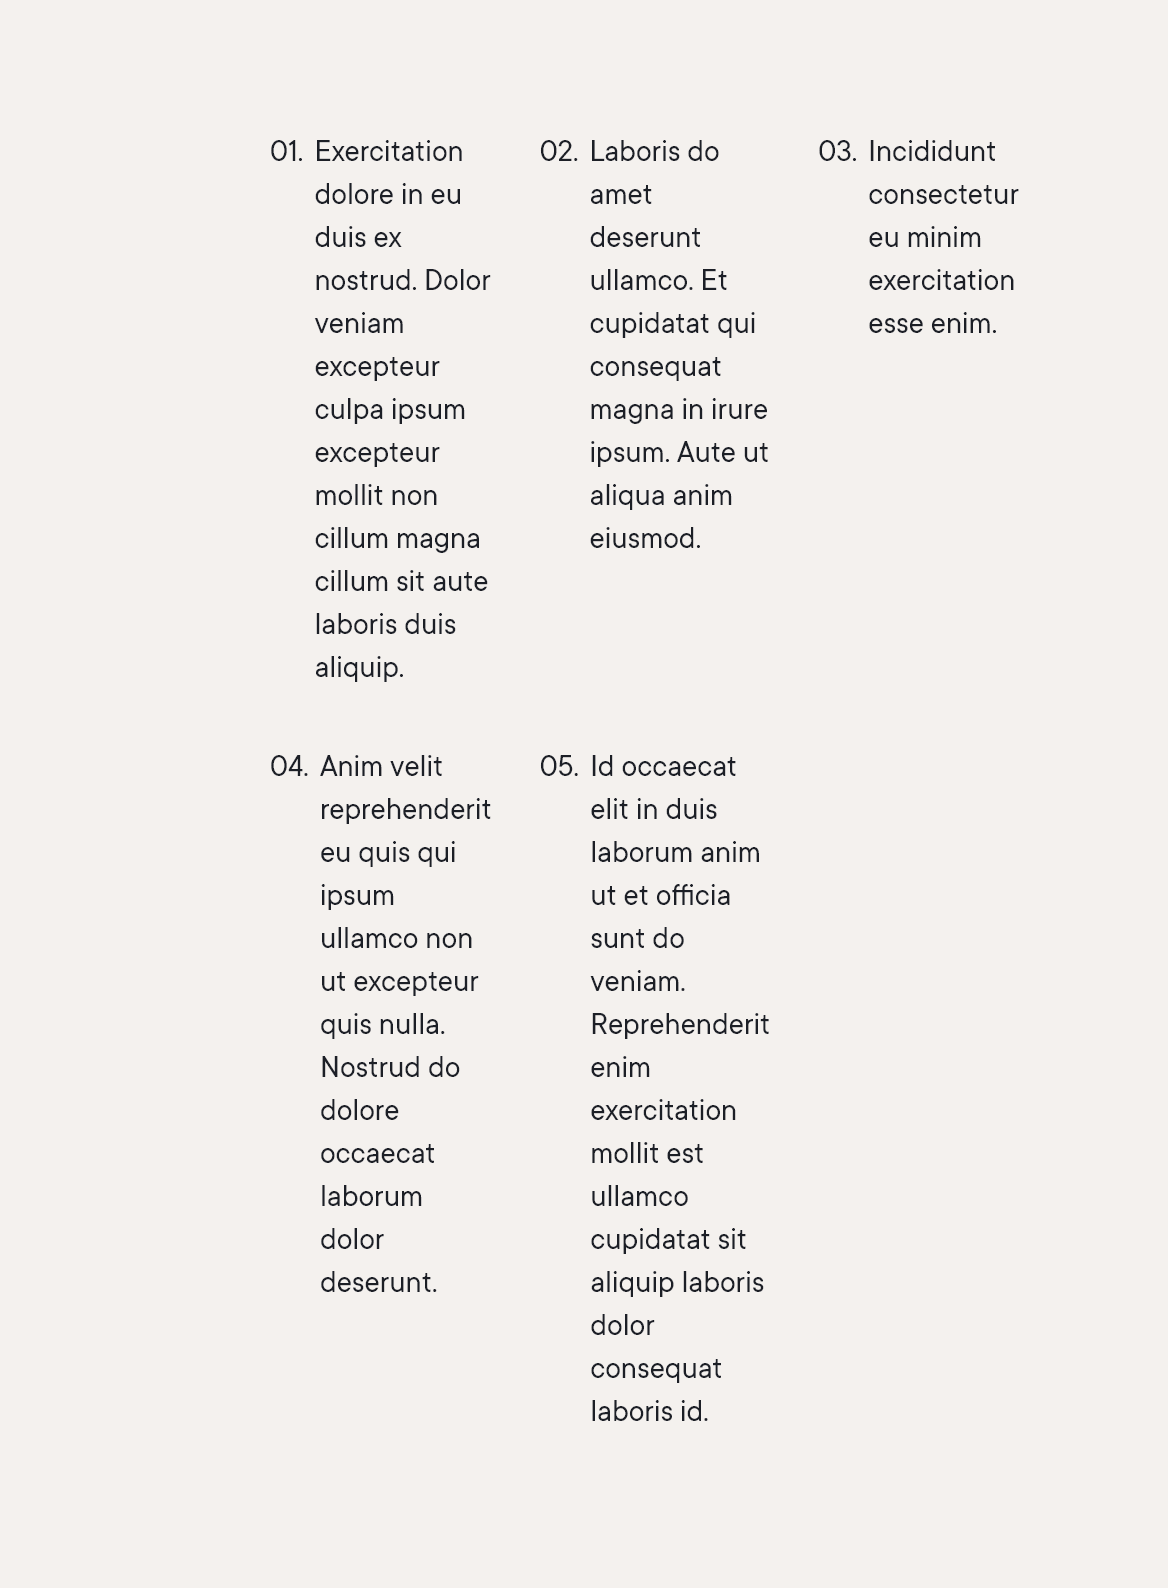 01. Exercitation
dolore in eu
duis ex
nostrud. Dolor
veniam
excepteur
culpa ipsum
excepteur
mollit non
cillum magna
cillum sit aute
laboris duis
aliquip.
02. Laboris do
amet
deserunt
ullamco. Et
cupidatat qui
consequat
magna in irure
ipsum. Aute ut
aliqua anim
eiusmod.
03. Incididunt
consectetur
eu minim
exercitation
esse enim.
04. Anim velit
reprehenderit
eu quis qui
ipsum
ullamco non
ut excepteur
quis nulla.
Nostrud do
dolore
occaecat
laborum
dolor
deserunt.
05. Id occaecat
elit in duis
laborum anim
ut et officia
sunt do
veniam.
Reprehenderit
enim
exercitation
mollit est
ullamco
cupidatat sit
aliquip laboris
dolor
consequat
laboris id.